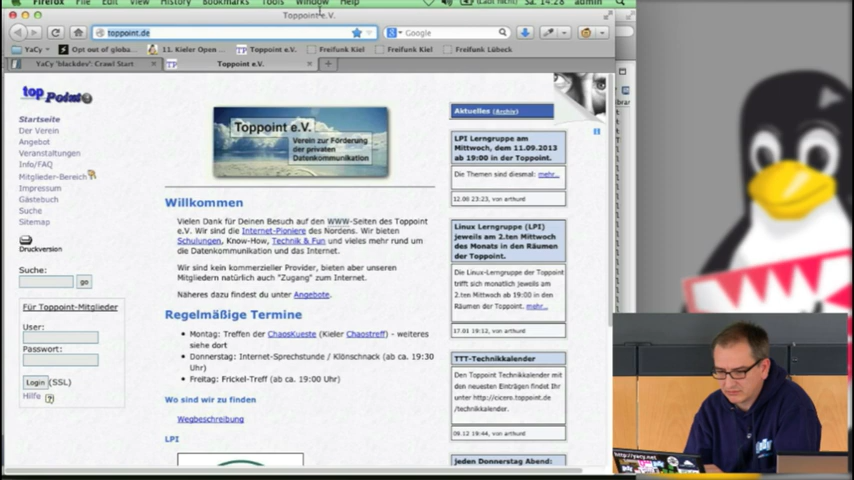 Firefox File Edit View History Bookmarks Tools Window Help
Sa. 14:28 admin
Toppoint e.V.
toppoint.de
Google
YaCy
Opt out of globa...
11. Kieler Open ...
Toppoint e.V.
Freifunk Kiel
Freifunk Kiel
Freifunk Lübeck
YaCy 'blackdev': Crawl Start
Toppoint e.V.
top Point
Startseite
Der Verein
Angebot
Veranstaltungen
Info/FAQ
Mitglieder-Bereich
Impressum
Gästebuch
Suche
Sitemap
Druckversion
Suche:
go
Für Toppoint-Mitglieder
User:
Passwort:
Login (SSL)
Hilfe
Toppoint e.V.
Verein zur Förderung
der privaten
Datenkommunikation
Willkommen
Vielen Dank für Deinen Besuch auf den WWW-Seiten des Toppoint
e.V. Wir sind die Internet-Pioniere des Nordens. Wir bieten
Schulungen, Know-How, Technik & Fun und vieles mehr rund um
die Datenkommunikation und das Internet.
Wir sind kein kommerzieller Provider, bieten aber unseren
Mitgliedern natürlich auch "Zugang" zum Internet.
Näheres dazu findest du unter Angebote.
Regelmäßige Termine
Montag: Treffen der ChaosKueste (Kieler Chaostreff) - weiteres
siehe dort
Donnerstag: Internet-Sprechstunde / Klönschnack (ab ca. 19:30
Uhr)
Freitag: Frickel-Treff (ab ca. 19:00 Uhr)
Wo sind wir zu finden
Wegbeschreibung
LPI
Aktuelles (Archiv)
LPI Lerngruppe am
Mittwoch, dem 11.09.2013
ab 19:00 in der Toppoint.
Die Themen sind diesmal: mehr...
12.08 23:23, von arthurd
Linux Lerngruppe (LPI)
jeweils am 2.ten Mittwoch
des Monats in den Räumen
der Toppoint.
Die Linux-Lerngruppe der Toppoint
trifft sich monatlich jeweils am
2.ten Mittwoch ab 19:00 in den
Räumen der Toppoint. mehr...
17.01 19:12, von arthurd
TTT-Technikkalender
Den Toppoint Technikkalender mit
den neuesten Einträgen findet Ihr
unter http://cicero.toppoint.de
/technikkalender.
09.12 19:44, von arthurd
jeden Donnerstag Abend:
http://yacy.net